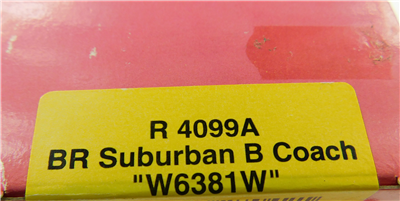 R 4099A
BR Suburban B Coach
"W6381W"